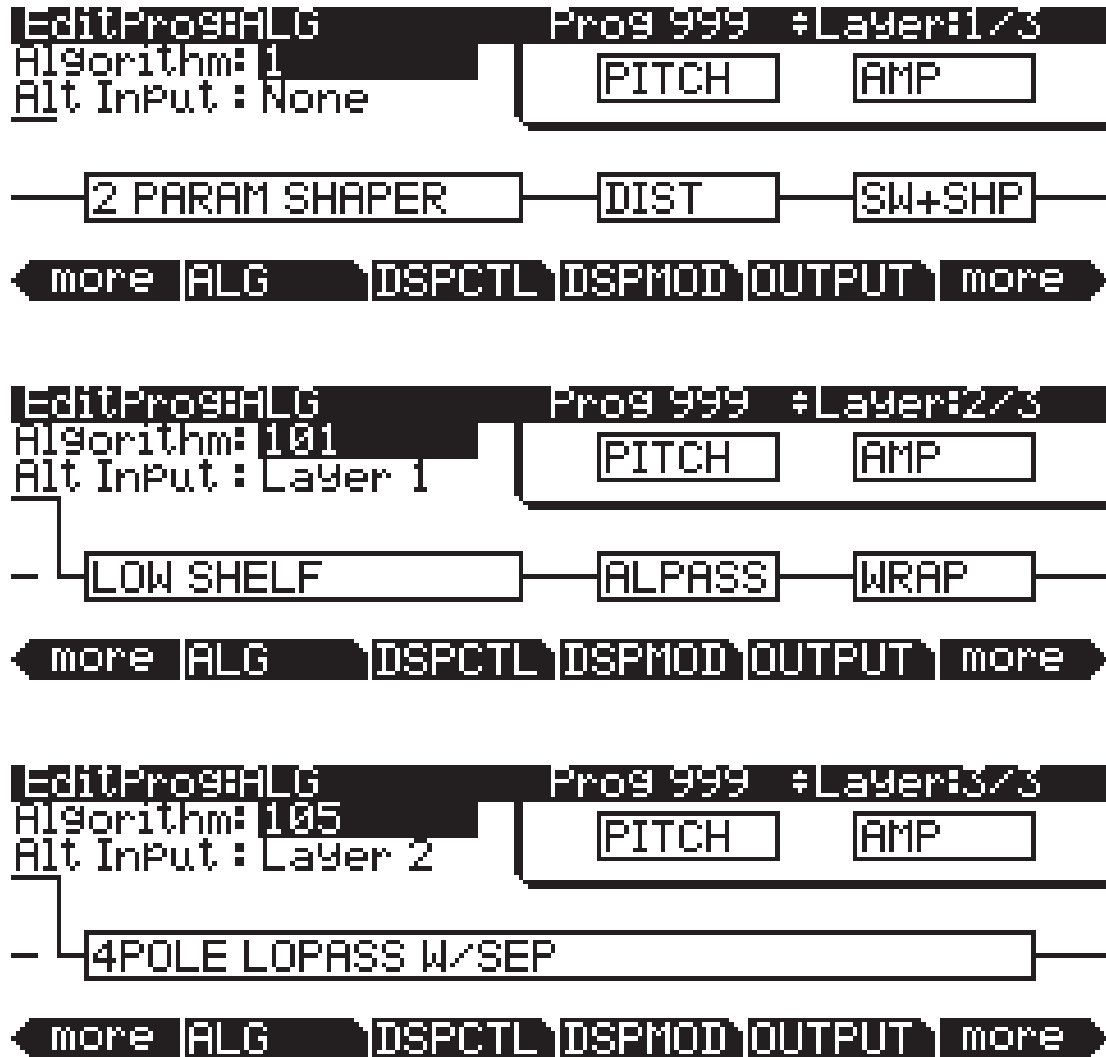 EditProg:ALG Prog 999 ÷Layer:1/3
Algorithm:1
Alt Input:None
PITCH AMP
2 PARAM SHAPER DIST SW+SHP
more ALG DSPCTL DSPMOD OUTPUT more
EditProg:ALG Prog 999 ÷Layer:2/3
Algorithm:101
Alt Input:Layer 1
PITCH AMP
LOW SHELF ALPASS WRAP
more ALG DSPCTL DSPMOD OUTPUT more
EditProg:ALG Prog 999 ÷Layer:3/3
Algorithm:105
Alt Input:Layer 2
PITCH AMP
4POLE LOPASS W/SEP
more ALG DSPCTL DSPMOD OUTPUT more